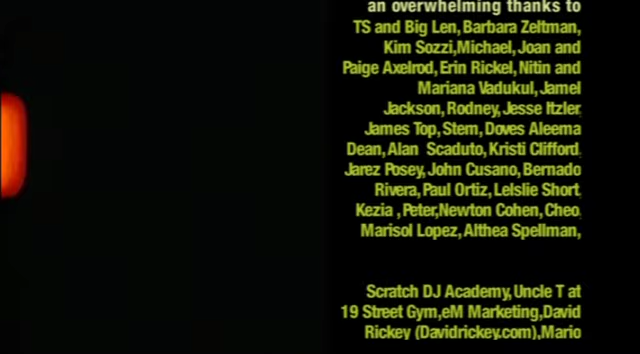 an overwhelming thanks to
TS and Big Len, Barbara Zeltman,
Kim Sozzi,Michael, Joan and
Paige Axelrod, Erin Rickel, Nitin and
Mariana Vadukul, Jamel
Jackson, Rodney, Jesse Itzler,
James Top, Stem, Doves Aleema
Dean, Alan Scaduto, Kristi Clifford,
Jarez Posey, John Cusano, Bernado
Rivera, Paul Ortiz, Lelslie Short,
Kezia , Peter,Newton Cohen, Cheo,
Marisol Lopez, Althea Spellman,
Scratch DJ Academy, Uncle T at
19 Street Gym,eM Marketing,David
Rickey (Davidrickey.com),Mario